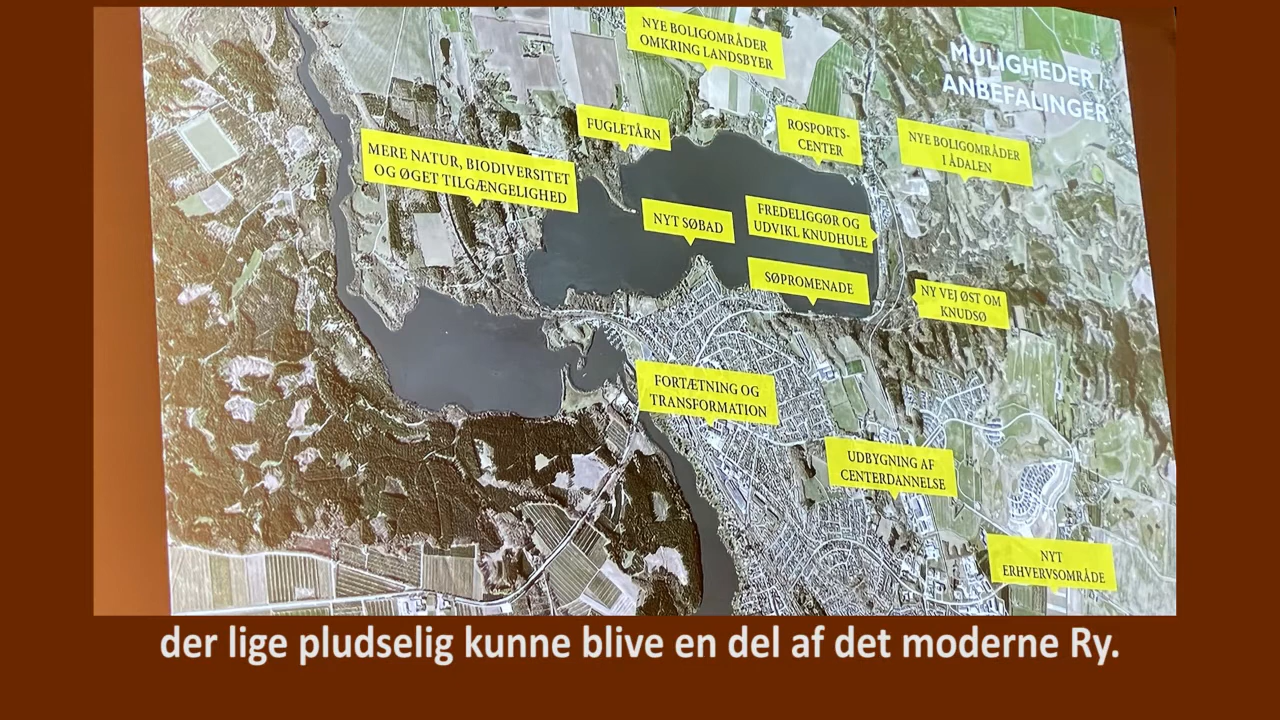 NYE BOLIGOMRÅDER
OMKRING LANDSBYER
MULIGHEDER /
ANBEFALINGER
FUGLETÅRN
ROSPORTS-
CENTER
NYE BOLIGOMRÅDER
I ÅDALEN
MERE NATUR, BIODIVERSITET
OG ØGET TILGÆNGELIGHED
NYT SØBAD
FREDELIGGØR OG
UDVIKL KNUDHULE
SØPROMENADE
NY VEJ ØST OM
KNUDSØ
FORTÆTNING OG
TRANSFORMATION
UDBYGNING AF
CENTERDANNELSE
NYT
ERHVERVSOMRÅDE
der lige pludselig kunne blive en del af det moderne Ry.